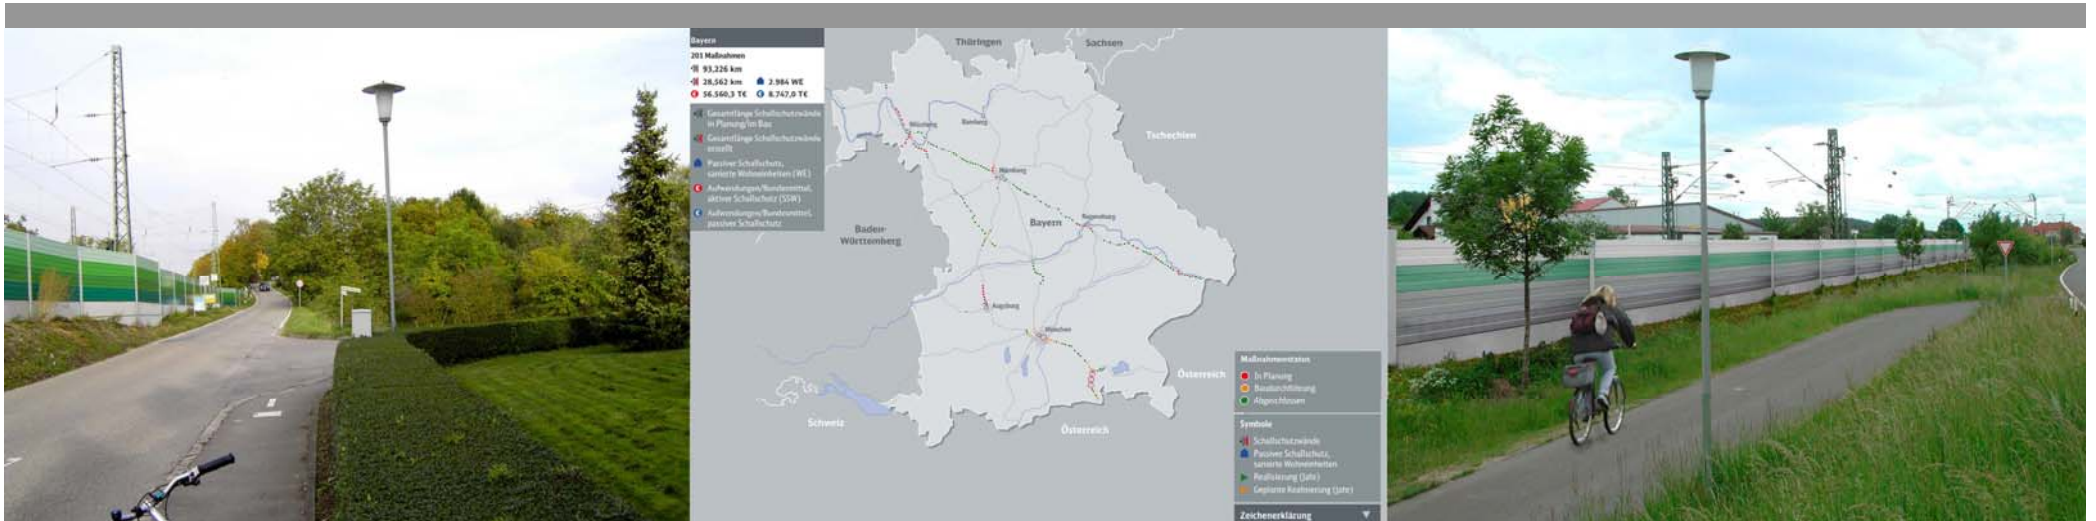 Bayern
201 Maßnahmen
93,226 km
28,562 km 2.984 WE
56.560,3 T€ 8.747,0 T€
Gesamtlänge Schallschutzwände
in Planung/im Bau
Gesamtlänge Schallschutzwände
erstellt
Passiver Schallschutz,
sanierte Wohneinheiten (WE)
Aufwendungen/Bundesmittel,
aktiver Schallschutz (SSW)
Aufwendungen/Bundesmittel,
passiver Schallschutz
Thüringen
Sachsen
Tschechien
Würzburg
Bamberg
Nürnberg
Baden-
Württemberg
Bayern
Regensburg
Augsburg
München
Österreich
Schweiz
Österreich
Maßnahmenstatus
In Planung
Baudurchführung
Abgeschlossen
Symbole
Schallschutzwände
Passiver Schallschutz,
sanierte Wohneinheiten
Realisierung (Jahr)
Geplante Realisierung (Jahr)
Zeichenerklärung